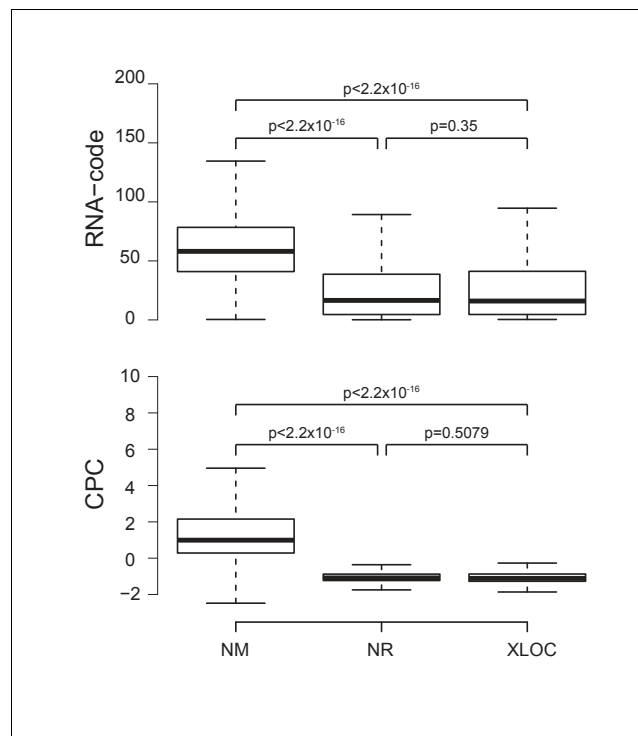 200
p<2.2x10-16
p<2.2x10-16 p=0.35
150
RNA−code
100
50
0
10
p<2.2x10-16
8
p<2.2x10-16 p=0.5079
6
CPC
4
2
0
−2
NM NR XLOC